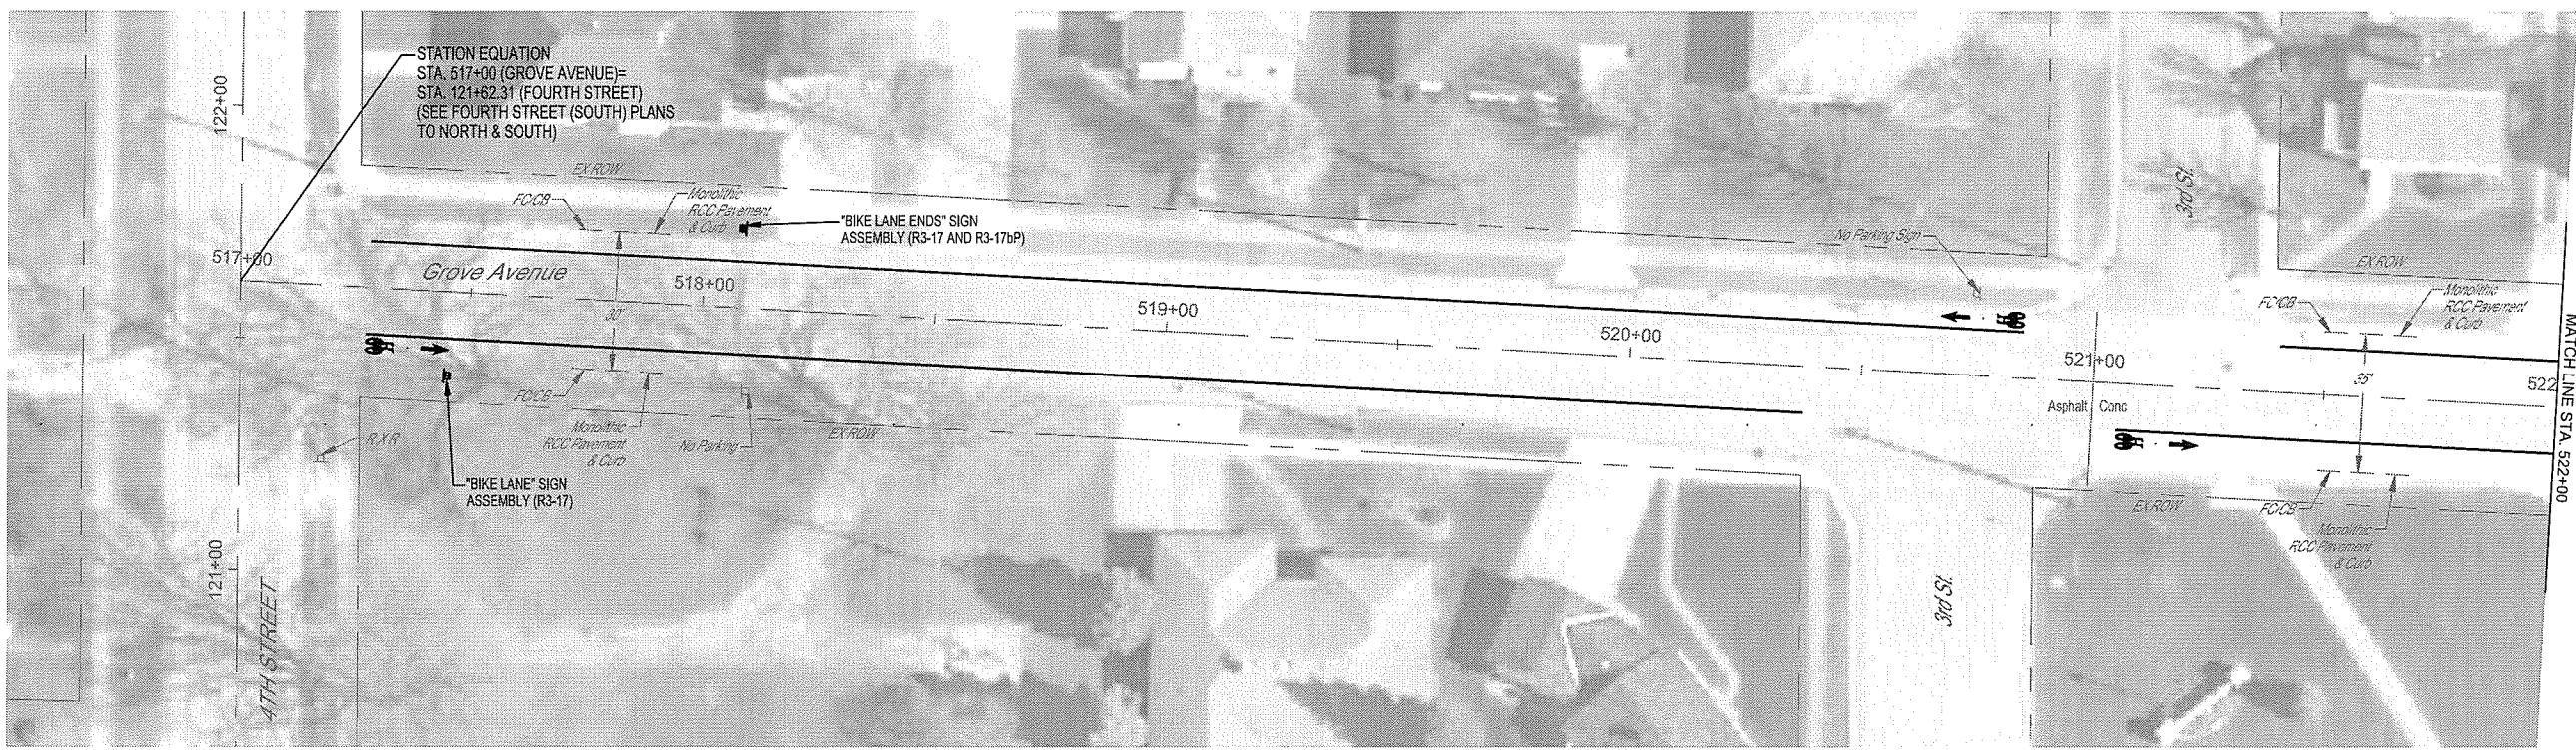 STATION EQUATION
STA. 517+00 (GROVE AVENUE)=
STA. 121+62.31 (FOURTH STREET)
(SEE FOURTH STREET (SOUTH) PLANS
TO NORTH & SOUTH)
122+00
EX ROW
FC/CB
Monolithic
RCC Pavement
& Curb
"BIKE LANE ENDS" SIGN
ASSEMBLY (R3-17 AND R3-17bP)
No Parking Sign
3rd St
EX ROW
FC/CB
Monolithic
RCC Pavement
& Curb
517+00
Grove Avenue
518+00
519+00
520+00
521+00
522
30'
35'
Asphalt Conc
FC/CB
Monolithic
RCC Pavement
& Curb
No Parking
EX ROW
R X R
"BIKE LANE" SIGN
ASSEMBLY (R3-17)
EX ROW
FC/CB
Monolithic
RCC Pavement
& Curb
121+00
4TH STREET
3rd St
MATCH LINE STA. 522+00